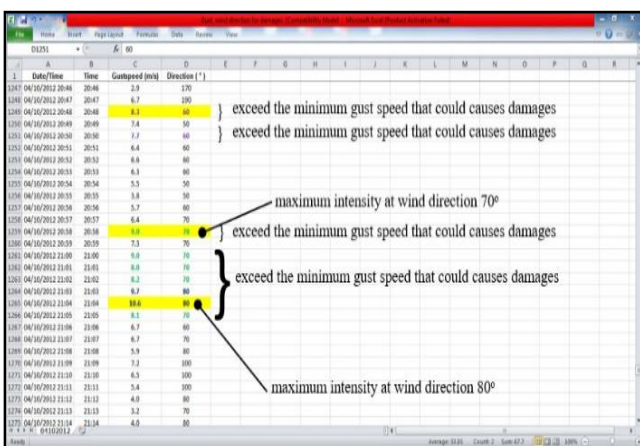 Gust, wind direction for damages [Compatibility Mode] - Microsoft Excel (Product Activation Failed)
File Home Insert Page Layout Formulas Data Review View
D1251 fx 60
A B C D E F G H I J K L M N O P Q R
1 Date/Time Time Gustspeed (m/s) Direction ( ° )
1247 04/10/2012 20:46 20:46 2.9 170
1248 04/10/2012 20:47 20:47 6.7 190
1249 04/10/2012 20:48 20:48 8.3 60 } exceed the minimum gust speed that could causes damages
04/10/2012 20:49 20:49 7.4 50
04/10/2012 20:50 20:50 7.7 60 } exceed the minimum gust speed that could causes damages
04/10/2012 20:51 20:51 6.4 60
04/10/2012 20:52 20:52 6.6 60
04/10/2012 20:53 20:53 6.3 60
04/10/2012 20:54 20:54 5.5 50
04/10/2012 20:55 20:55 3.8 50
04/10/2012 20:56 20:56 5.7 60 maximum intensity at wind direction 70º
1258 04/10/2012 20:57 20:57 6.4 70
1259 04/10/2012 20:58 20:58 70 } exceed the minimum gust speed that could causes damages
1260 04/10/2012 20:59 20:59 7.3 70
1261 04/10/2012 21:00 21:00 70
1262 04/10/2012 21:01 21:01 8.0 70
1263 04/10/2012 21:02 21:02 8.2 70 } exceed the minimum gust speed that could causes damages
1264 04/10/2012 21:03 21:03 80
1265 04/10/2012 21:04 21:04 10.6 80
1266 04/10/2012 21:05 21:05 8.1 70
1267 04/10/2012 21:06 21:06 6.7 60
1268 04/10/2012 21:07 21:07 6.7 70
1269 04/10/2012 21:08 21:08 5.9 80
1270 04/10/2012 21:09 21:09 7.2 100
1271 04/10/2012 21:10 21:10 6.5 100
1272 04/10/2012 21:11 21:11 5.4 100 maximum intensity at wind direction 80º
1273 04/10/2012 21:12 21:12 4.0 80
1274 04/10/2012 21:13 21:13 3.2 70
1275 04/10/2012 21:14 21:14 4.0 80
04102012
Ready Count: 2 Sum: 67.7 100%